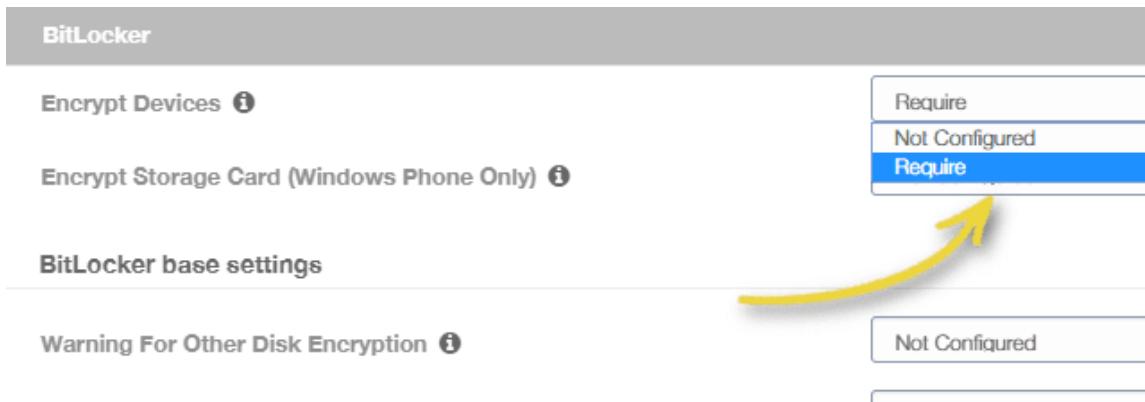 BitLocker
Encrypt Devices
Require
Not Configured
Require
Encrypt Storage Card (Windows Phone Only)
BitLocker base settings
Warning For Other Disk Encryption
Not Configured